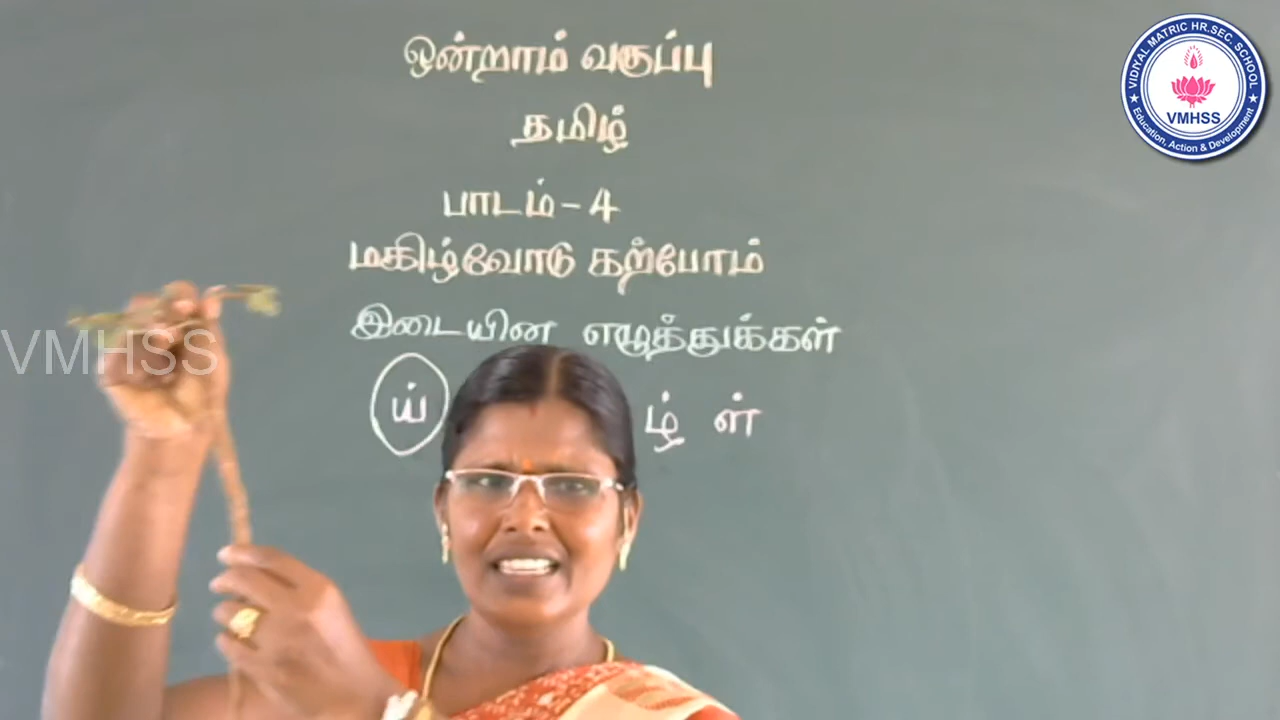 ஒன்றாம் வகுப்பு
தமிழ்
பாடம் - 4
மகிழ்வோடு கற்போம்
இடையின எழுத்துக்கள்
ய் ழ் ள்
VMHSS
VIDIYAL MATRIC HR.SEC. SCHOOL
VMHSS
Education, Action & Development